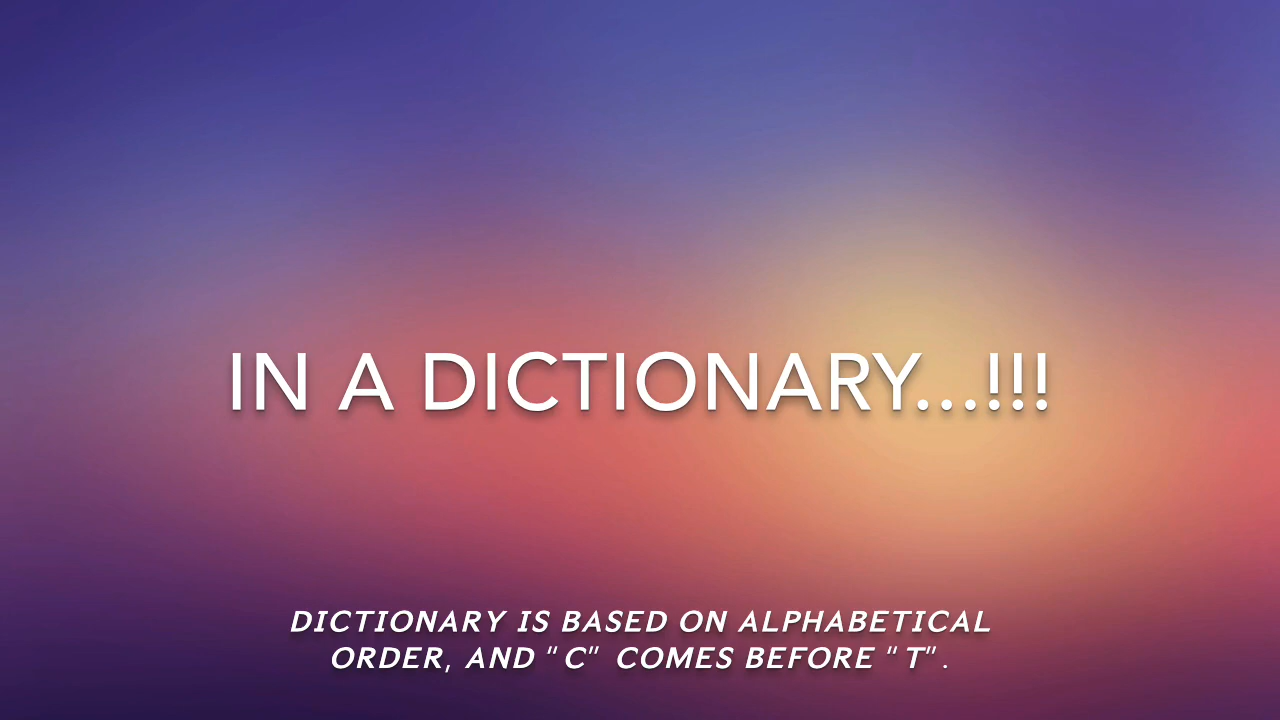 IN A DICTIONARY...!!!
DICTIONARY IS BASED ON ALPHABETICAL
ORDER, AND "C" COMES BEFORE "T".